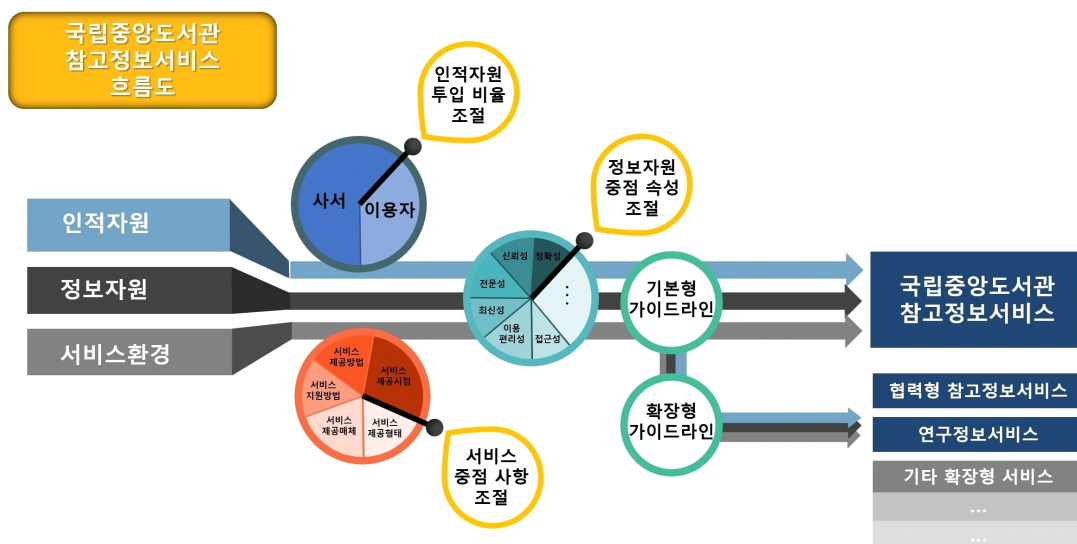 국립중앙도서관
참고정보서비스
흐름도
인적자원
투입 비율
조절
정보자원
중점 속성
조절
사서
이용자
인적자원
정보자원
서비스환경
신뢰성
정확성
전문성
최신성
이용
편리성
접근성
⋮
기본형
가이드라인
국립중앙도서관
참고정보서비스
서비스
제공방법
서비스
제공시점
서비스
지원방법
서비스
제공매체
서비스
제공형태
확장형
가이드라인
서비스
중점 사항
조절
협력형 참고정보서비스
연구정보서비스
기타 확장형 서비스
...
...